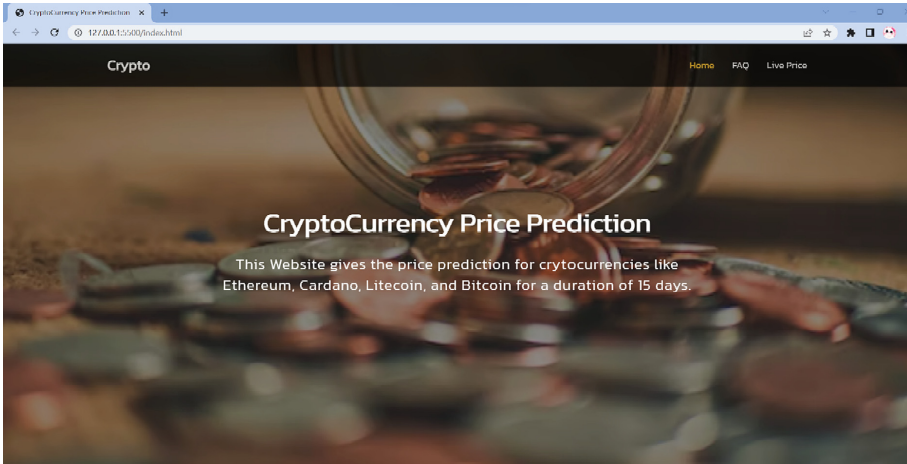 CryptoCurrency Price Prediction
127.0.0.1:5500/index.html
Crypto
Home FAQ Live Price
CryptoCurrency Price Prediction
This Website gives the price prediction for crytocurrencies like
Ethereum, Cardano, Litecoin, and Bitcoin for a duration of 15 days.